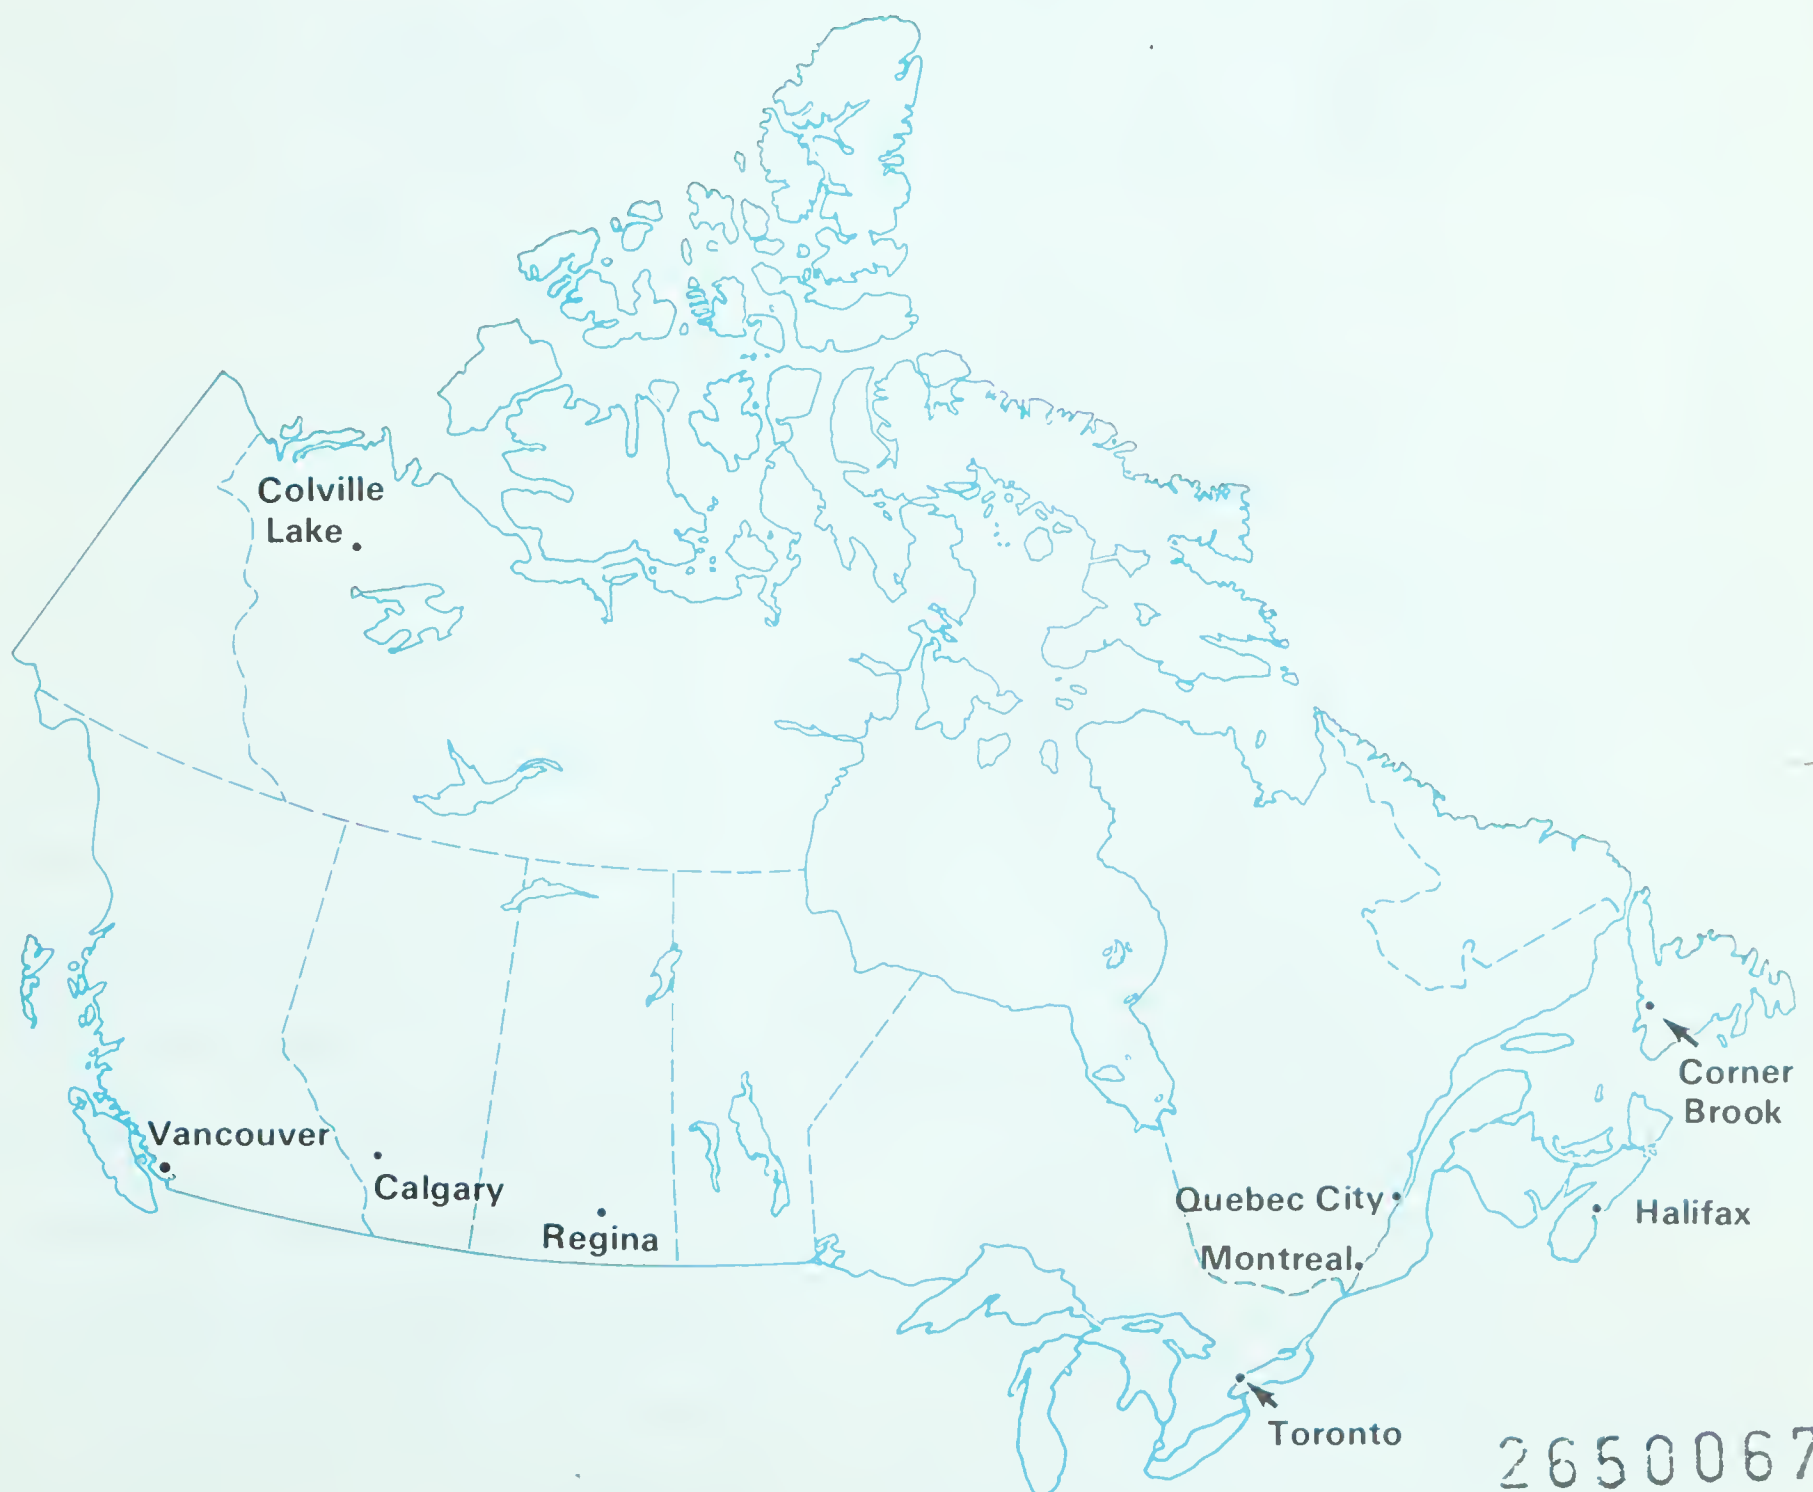 Colville
Lake
Corner
Brook
Vancouver
Calgary
Quebec City
Halifax
Regina
Montreal
Toronto
2650067